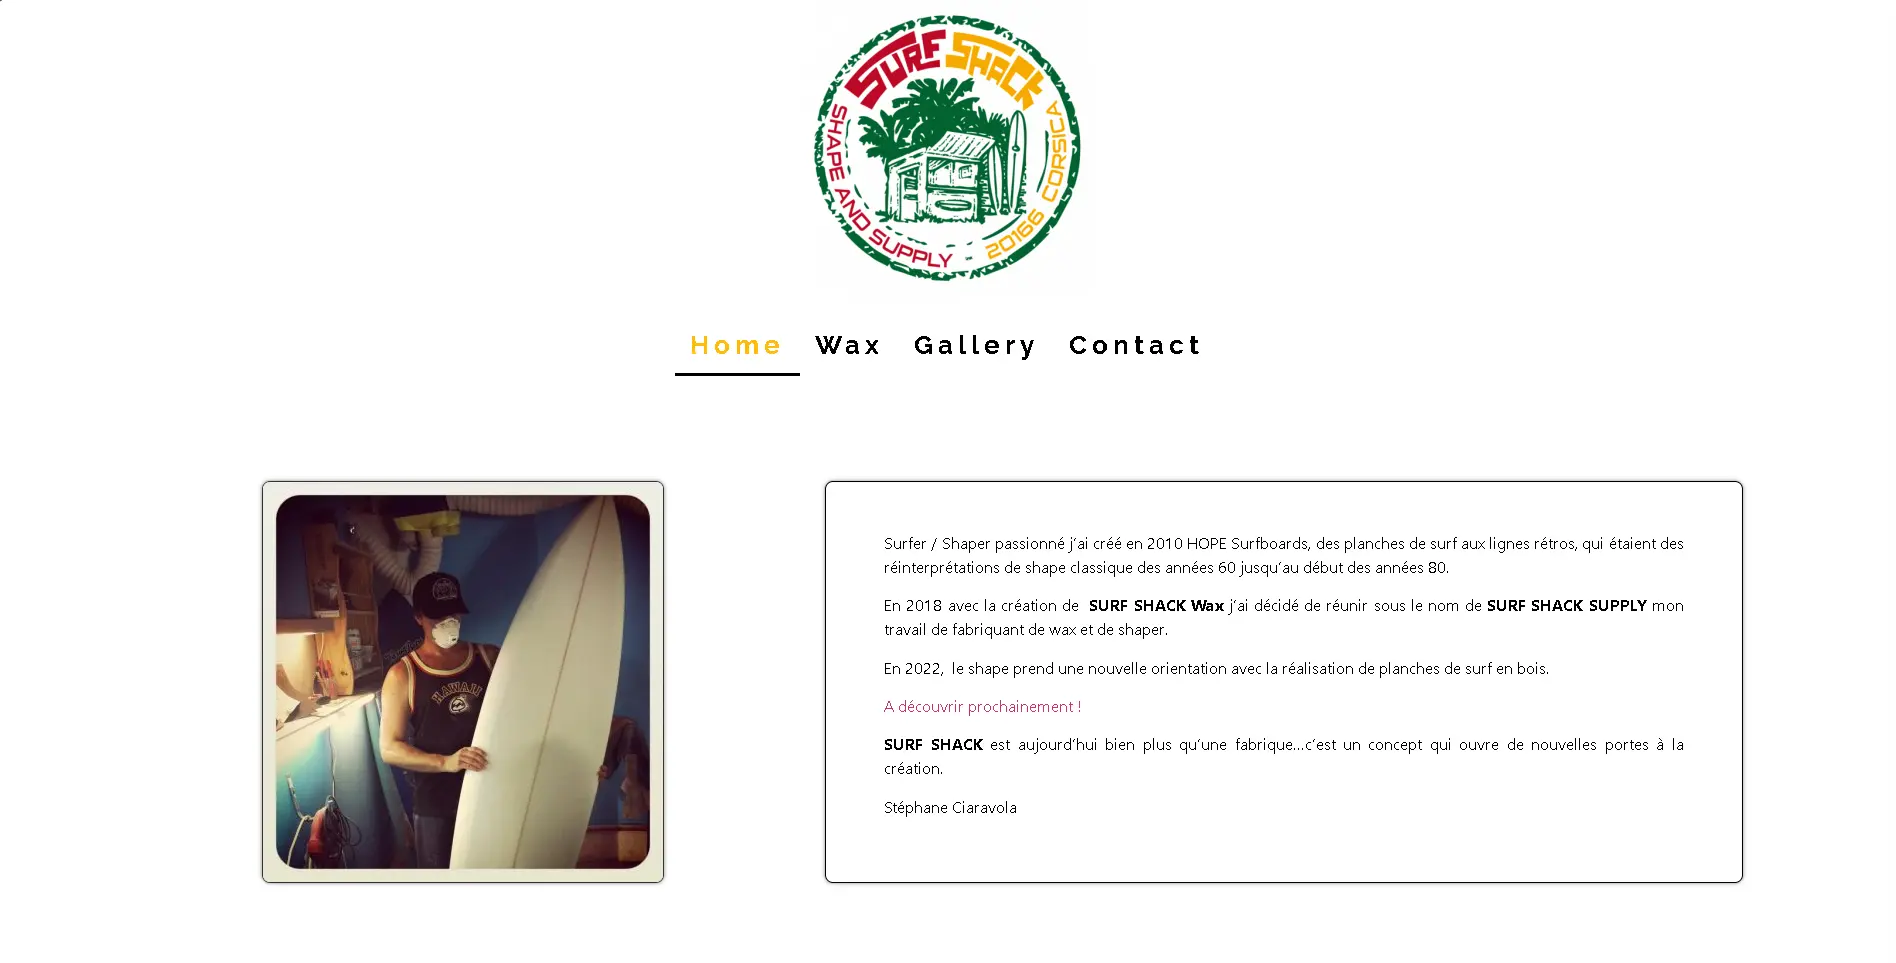 SURF SHACK
SHAPE AND SUPPLY - 20166 CORSICA
Home Wax Gallery Contact
HAWAII
Surfer / Shaper passionné j’ai créé en 2010 HOPE Surfboards, des planches de surf aux lignes rétros, qui étaient des
réinterprétations de shape classique des années 60 jusqu’au début des années 80.
En 2018 avec la création de  SURF SHACK Wax j’ai décidé de réunir sous le nom de SURF SHACK SUPPLY mon
travail de fabriquant de wax et de shaper.
En 2022,  le shape prend une nouvelle orientation avec la réalisation de planches de surf en bois.
A découvrir prochainement !
SURF SHACK est aujourd’hui bien plus qu’une fabrique…c’est un concept qui ouvre de nouvelles portes à la
création.
Stéphane Ciaravola